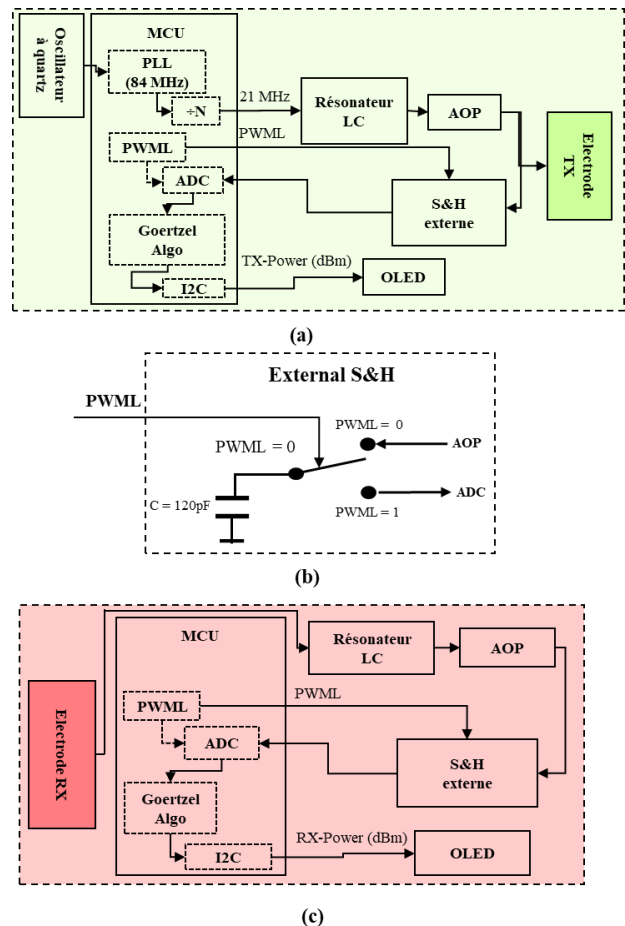 Oscillateur
à quartz
MCU
PLL
(84 MHz)
÷N
21 MHz
Résonateur
LC
AOP
Electrode
TX
PWML
PWML
ADC
S&H
externe
Goertzel
Algo
I2C
TX-Power (dBm)
OLED
(a)
External S&H
PWML
PWML = 0
PWML = 0
AOP
C = 120pF
ADC
PWML = 1
(b)
MCU
Résonateur
LC
AOP
Electrode RX
PWML
PWML
ADC
S&H
externe
Goertzel
Algo
I2C
RX-Power (dBm)
OLED
(c)